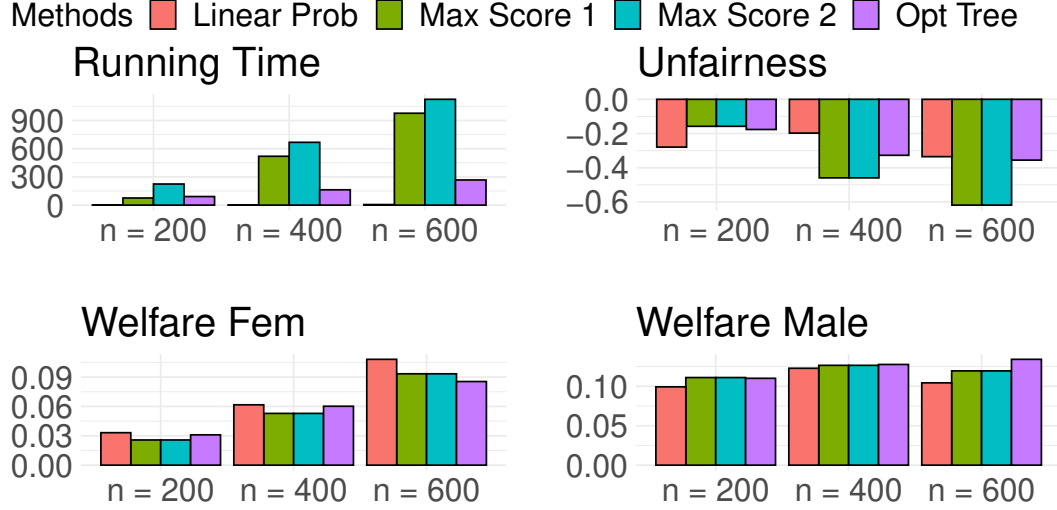 Methods Linear Prob Max Score 1 Max Score 2 Opt Tree
Running Time
900
600
300
0
n = 200 n = 400 n = 600
Unfairness
0.0
−0.2
−0.4
−0.6
n = 200 n = 400 n = 600
Welfare Fem
0.09
0.06
0.03
0.00
n = 200 n = 400 n = 600
Welfare Male
0.10
0.05
0.00
n = 200 n = 400 n = 600